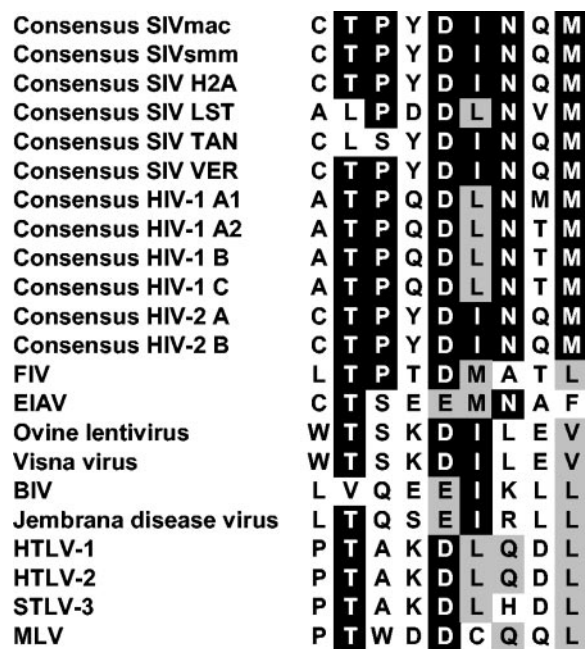 Consensus SIVmac C T P Y D I N Q M
Consensus SIVsmm C T P Y D I N Q M
Consensus SIV H2A C T P Y D I N Q M
Consensus SIV LST A L P D D L N V M
Consensus SIV TAN C L S Y D I N Q M
Consensus SIV VER C T P Y D I N Q M
Consensus HIV-1 A1 A T P Q D L N M M
Consensus HIV-1 A2 A T P Q D L N T M
Consensus HIV-1 B A T P Q D L N T M
Consensus HIV-1 C A T P Q D L N T M
Consensus HIV-2 A C T P Y D I N Q M
Consensus HIV-2 B C T P Y D I N Q M
FIV L T P T D M A T L
EIAV C T S E E M N A F
Ovine lentivirus W T S K D I L E V
Visna virus W T S K D I L E V
BIV L V Q E E I K L L
Jembrana disease virus L T Q S E I R L L
HTLV-1 P T A K D L Q D L
HTLV-2 P T A K D L Q D L
STLV-3 P T A K D L H D L
MLV P T W D D C Q Q L